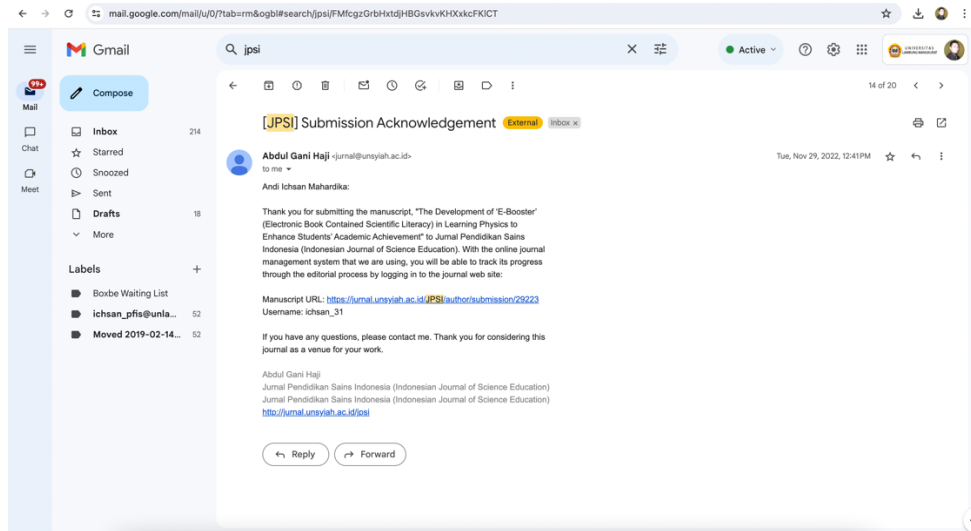 mail.google.com/mail/u/0/?tab=rm&ogbl#search/jpsi/FMfcgzGrbHxtdjHBGsvkvKHXxkcFKlCT
Gmail
jpsi
Active
UNIVERSITAS
LAMBUNG MANGKURAT
99+
Mail
Chat
Meet
Compose
Inbox 214
Starred
Snoozed
Sent
Drafts 18
More
Labels
Boxbe Waiting List
ichsan_pfis@unla... 52
Moved 2019-02-14... 52
14 of 20
[JPSI] Submission Acknowledgement External Inbox x
Abdul Gani Haji <jurnal@unsyiah.ac.id> Tue, Nov 29, 2022, 12:41 PM
to me
Andi Ichsan Mahardika:
Thank you for submitting the manuscript, "The Development of 'E-Booster'
(Electronic Book Contained Scientific Literacy) in Learning Physics to
Enhance Students' Academic Achievement" to Jurnal Pendidikan Sains
Indonesia (Indonesian Journal of Science Education). With the online journal
management system that we are using, you will be able to track its progress
through the editorial process by logging in to the journal web site:
Manuscript URL: https://jurnal.unsyiah.ac.id/JPSI/author/submission/29223
Username: ichsan_31
If you have any questions, please contact me. Thank you for considering this
journal as a venue for your work.
Abdul Gani Haji
Jurnal Pendidikan Sains Indonesia (Indonesian Journal of Science Education)
Jurnal Pendidikan Sains Indonesia (Indonesian Journal of Science Education)
http://jurnal.unsyiah.ac.id/jpsi
Reply Forward